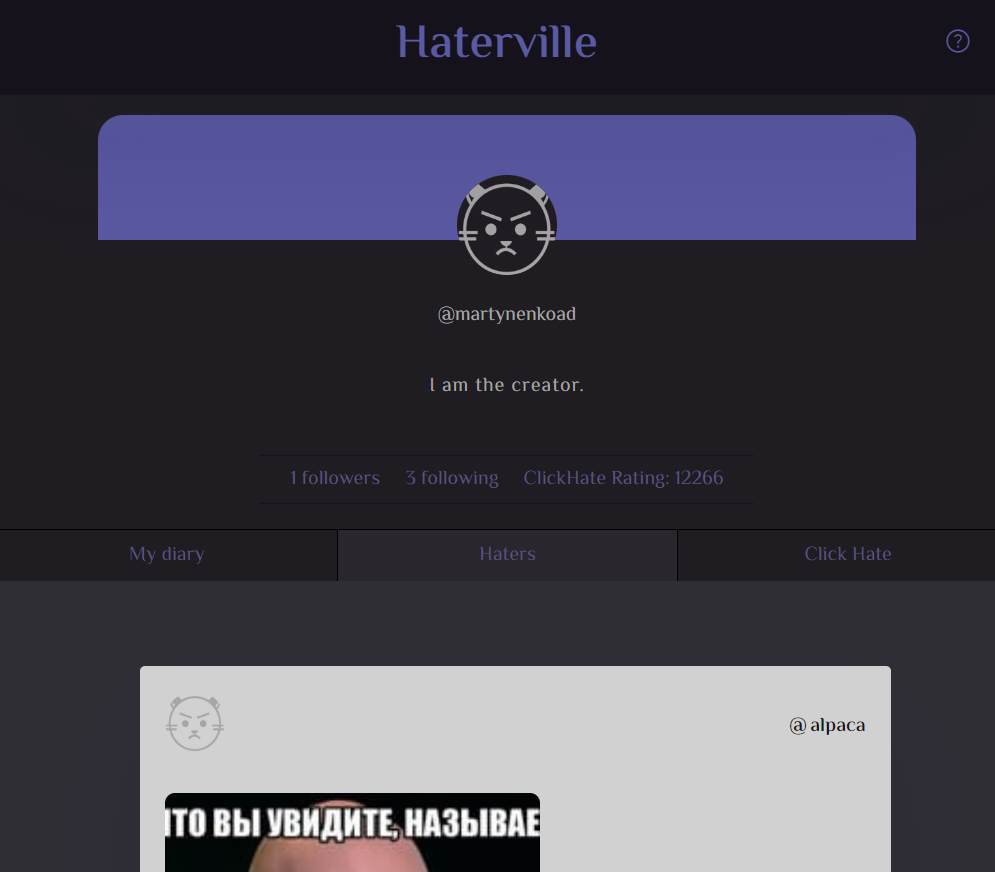 Haterville
?
@martynenkoad
I am the creator.
1 followers 3 following ClickHate Rating: 12266
My diary Haters Click Hate
@ alpaca
ВЫ УВИДИТЕ, НАЗЫВАЕ